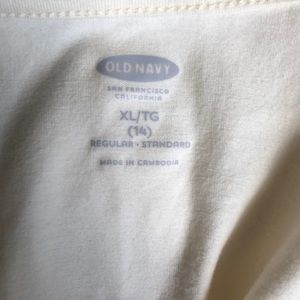 OLD NAVY
SAN FRANCISCO
CALIFORNIA
XL/TG
(14)
REGULAR • STANDARD
MADE IN CAMBODIA